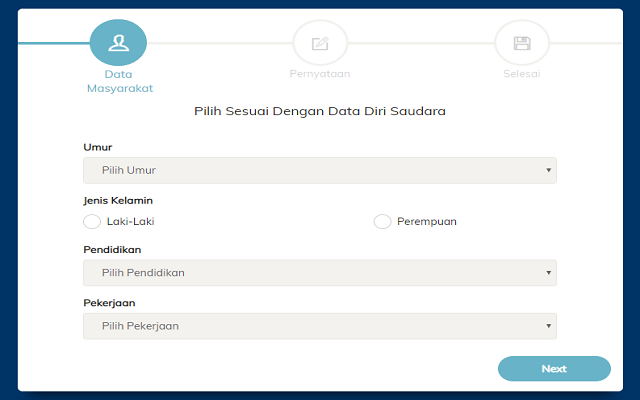 Data
Masyarakat
Pernyataan
Selesai
Pilih Sesuai Dengan Data Diri Saudara
Umur
Pilih Umur
Jenis Kelamin
Laki-Laki
Perempuan
Pendidikan
Pilih Pendidikan
Pekerjaan
Pilih Pekerjaan
Next